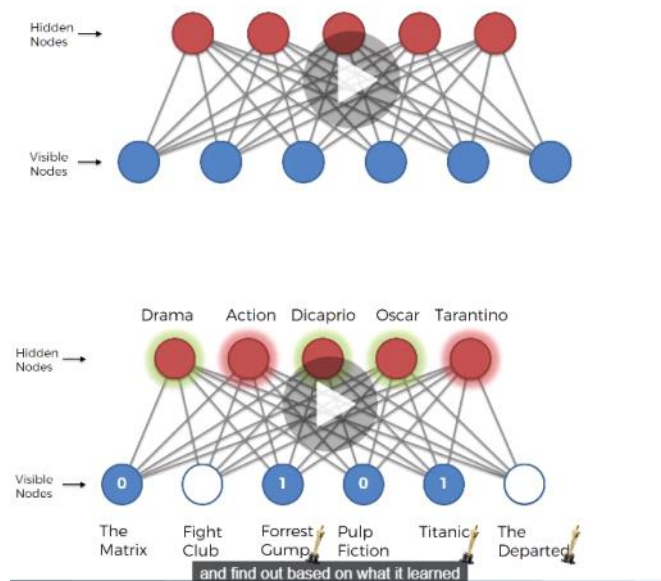 Hidden
Nodes
Visible
Nodes
Drama Action Dicaprio Oscar Tarantino
Hidden
Nodes
Visible
Nodes
0 1 0 1
The Fight Forrest Pulp Titanic The
Matrix Club Gump Fiction Departed
and find out based on what it learned